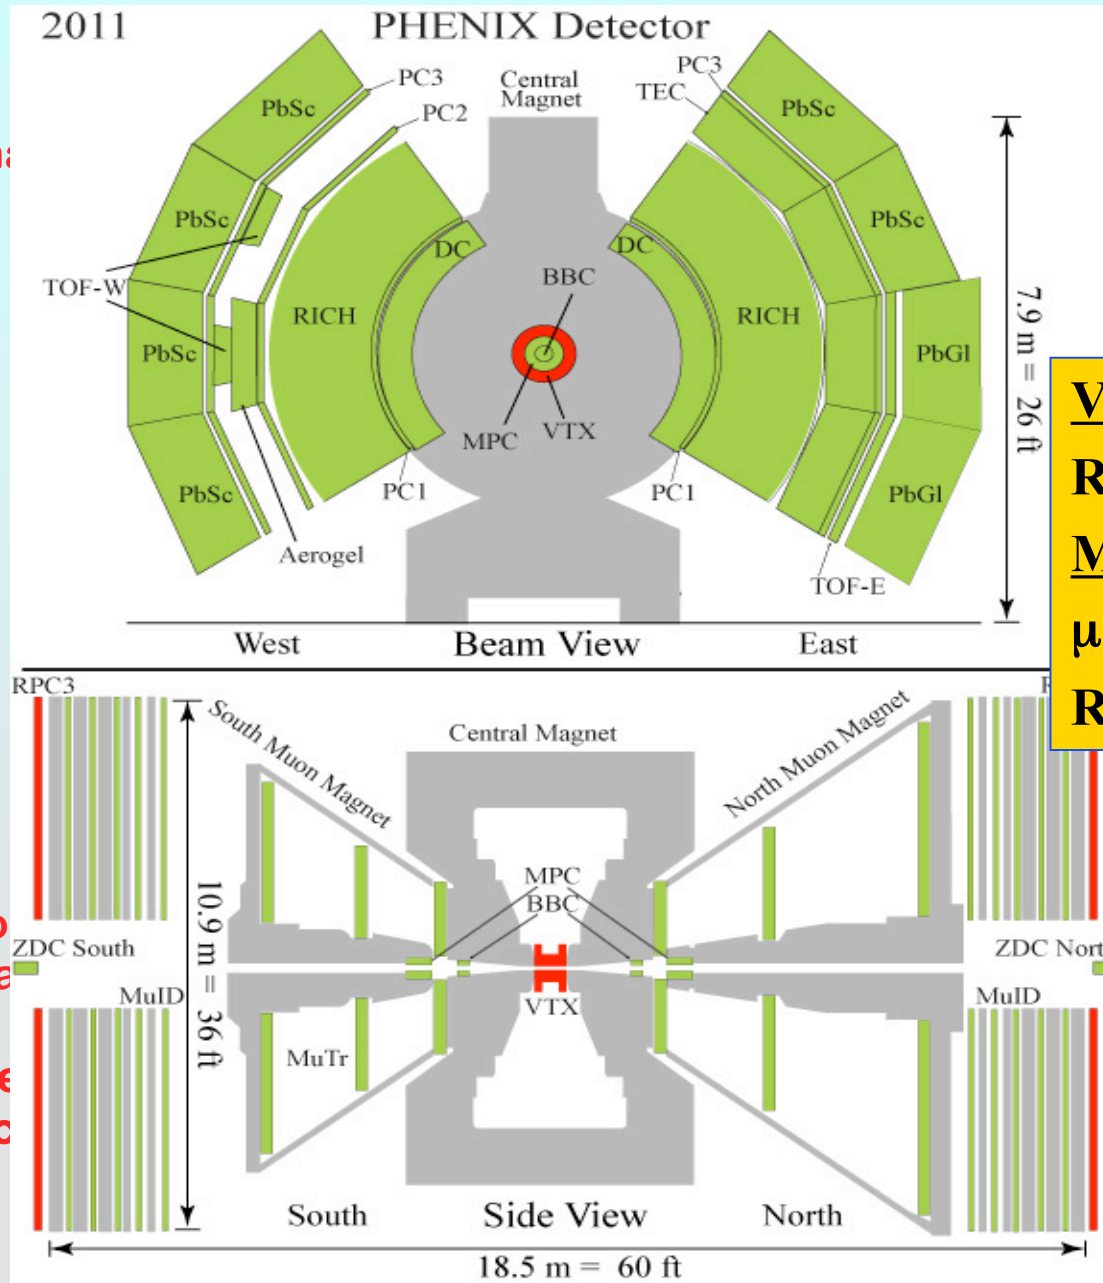 2011
PHENIX Detector
PC3
PC2
Central
Magnet
PC3
TEC
PbSc
PbSc
PbSc
PbSc
DC
DC
BBC
TOF-W
RICH
RICH
PbSc
PbGl
7.9 m = 26 ft
MPC
VTX
PbSc
PC1
PC1
PbGl
Aerogel
TOF-E
West
Beam View
East
V
R
M
μ
R
RPC3
South Muon Magnet
Central Magnet
North Muon Magnet
MPC
BBC
10.9 m = 36 ft
ZDC South
ZDC Nort
MuID
VTX
MuID
MuTr
South
Side View
North
18.5 m = 60 ft